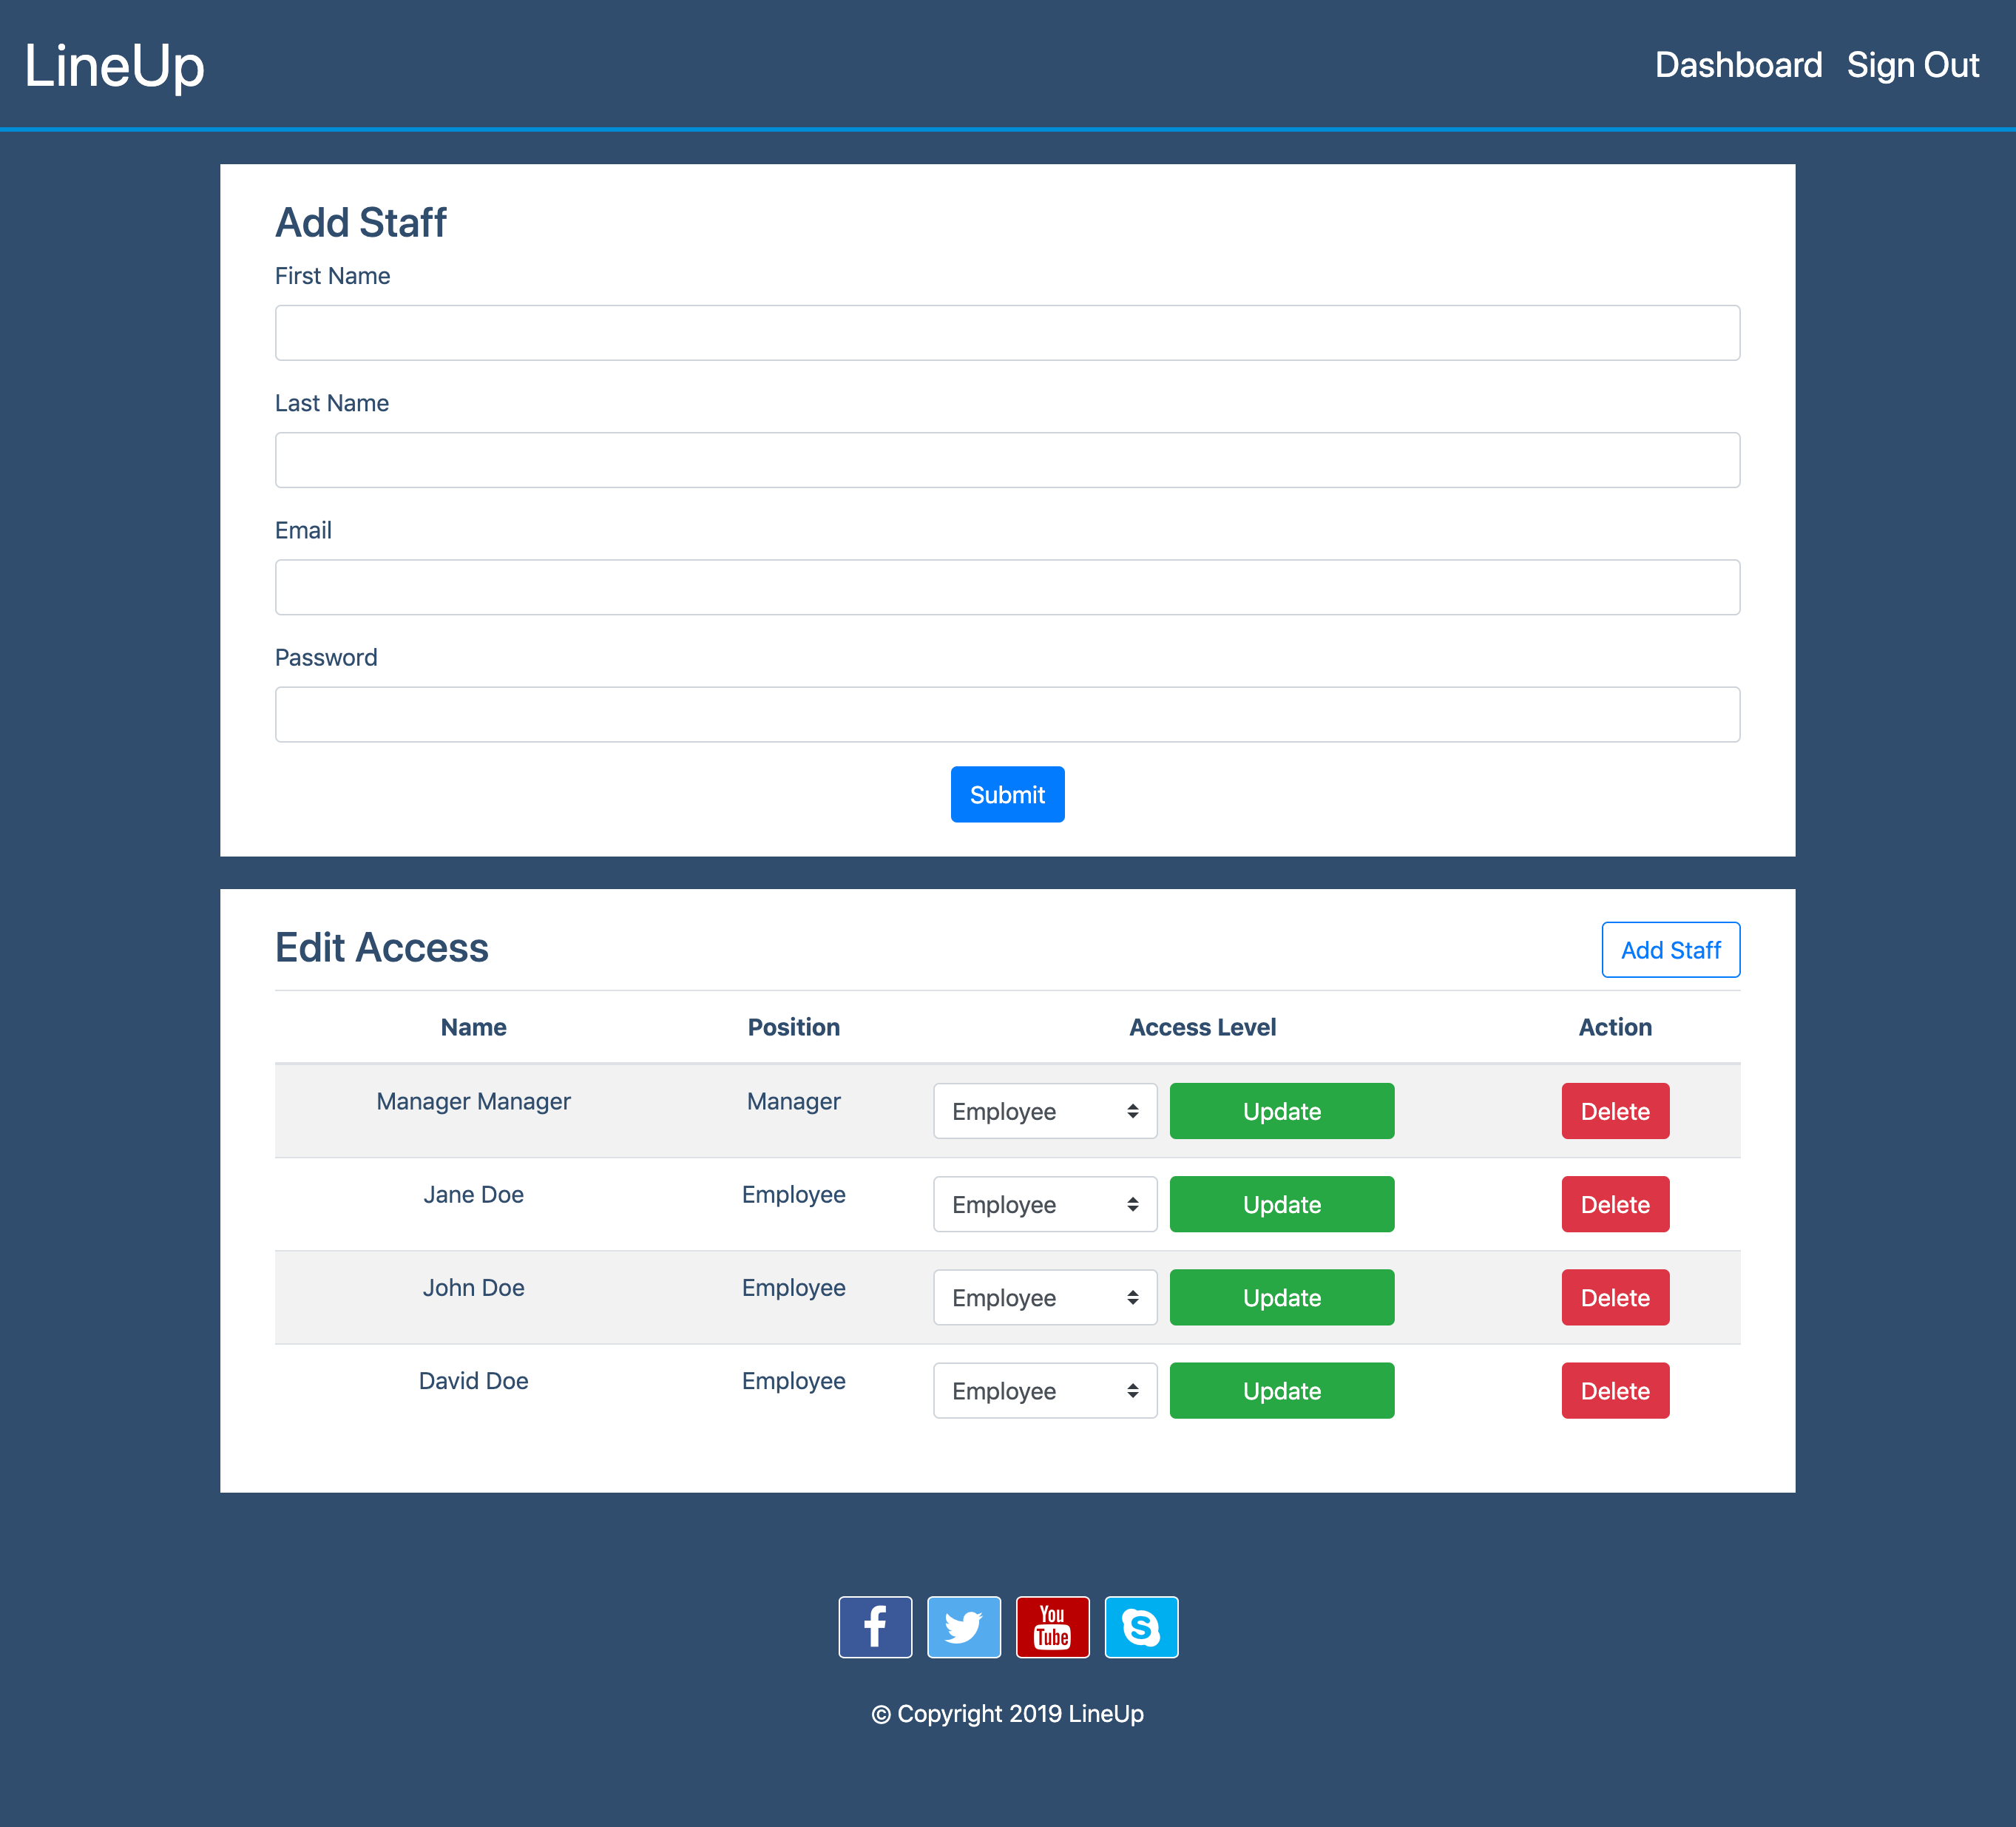 LineUp Dashboard Sign Out
Add Staff
First Name
Last Name
Email
Password
Submit
Edit Access Add Staff
Name Position Access Level Action
Manager Manager Manager Employee Update Delete
Jane Doe Employee Employee Update Delete
John Doe Employee Employee Update Delete
David Doe Employee Employee Update Delete
You
Tube
© Copyright 2019 LineUp